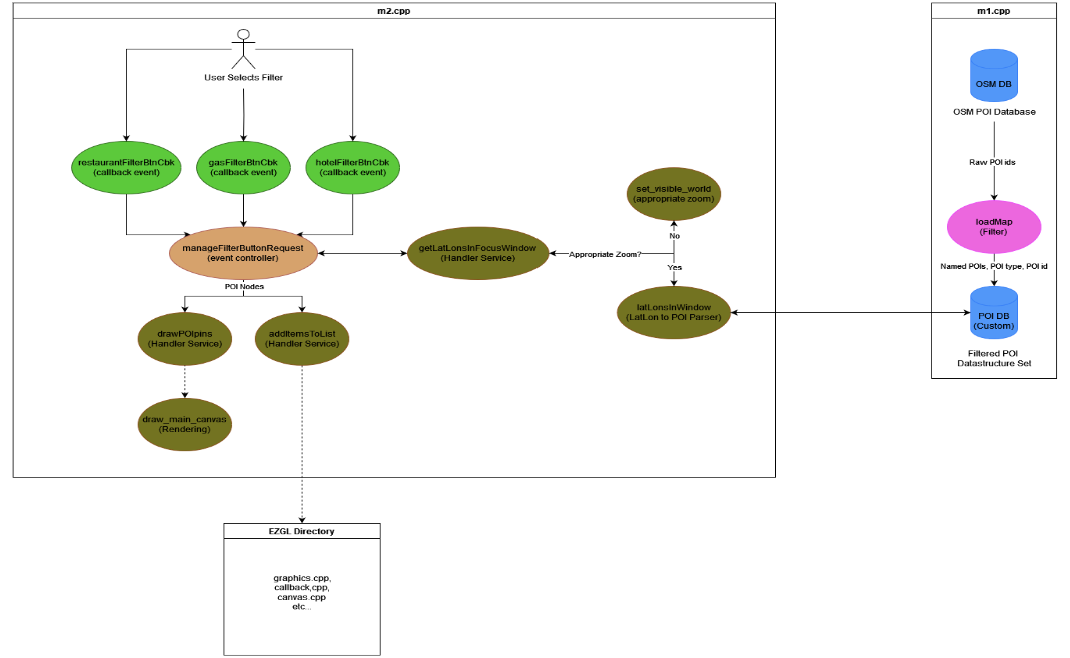 m2.cpp
User Selects Filter
restaurantFilterBtnCbk
(callback event)
gasFilterBtnCbk
(callback event)
hotelFilterBtnCbk
(callback event)
manageFilterButtonRequest
(event controller)
getLatLonsInFocusWindow
(Handler Service)
Appropriate Zoom?
set_visible_world
(appropriate zoom)
No
Yes
latLonsInWindow
(LatLon to POI Parser)
POI Nodes
drawPOIpins
(Handler Service)
addItemsToList
(Handler Service)
draw_main_canvas
(Rendering)
m1.cpp
OSM DB
OSM POI Database
Raw POI ids
loadMap
(Filter)
Named POIs, POI type, POI id
POI DB
(Custom)
Filtered POI
Datastructure Set
EZGL Directory
graphics.cpp,
callback,cpp,
canvas.cpp
etc...